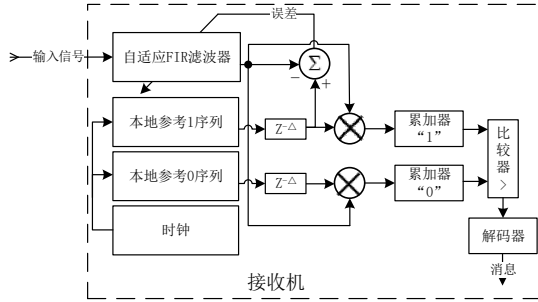 误差
输入信号
自适应FIR滤波器
Σ
−
+
本地参考1序列
Z-△
累加器
“1”
比较器>
本地参考0序列
Z-△
累加器
“0”
时钟
解码器
消息
接收机